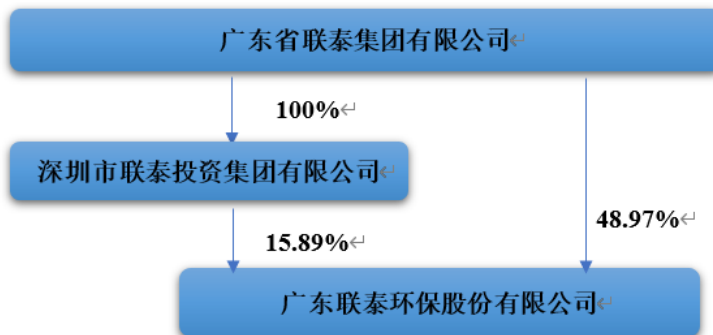 广东省联泰集团有限公司
100%
深圳市联泰投资集团有限公司
48.97%
15.89%
广东联泰环保股份有限公司